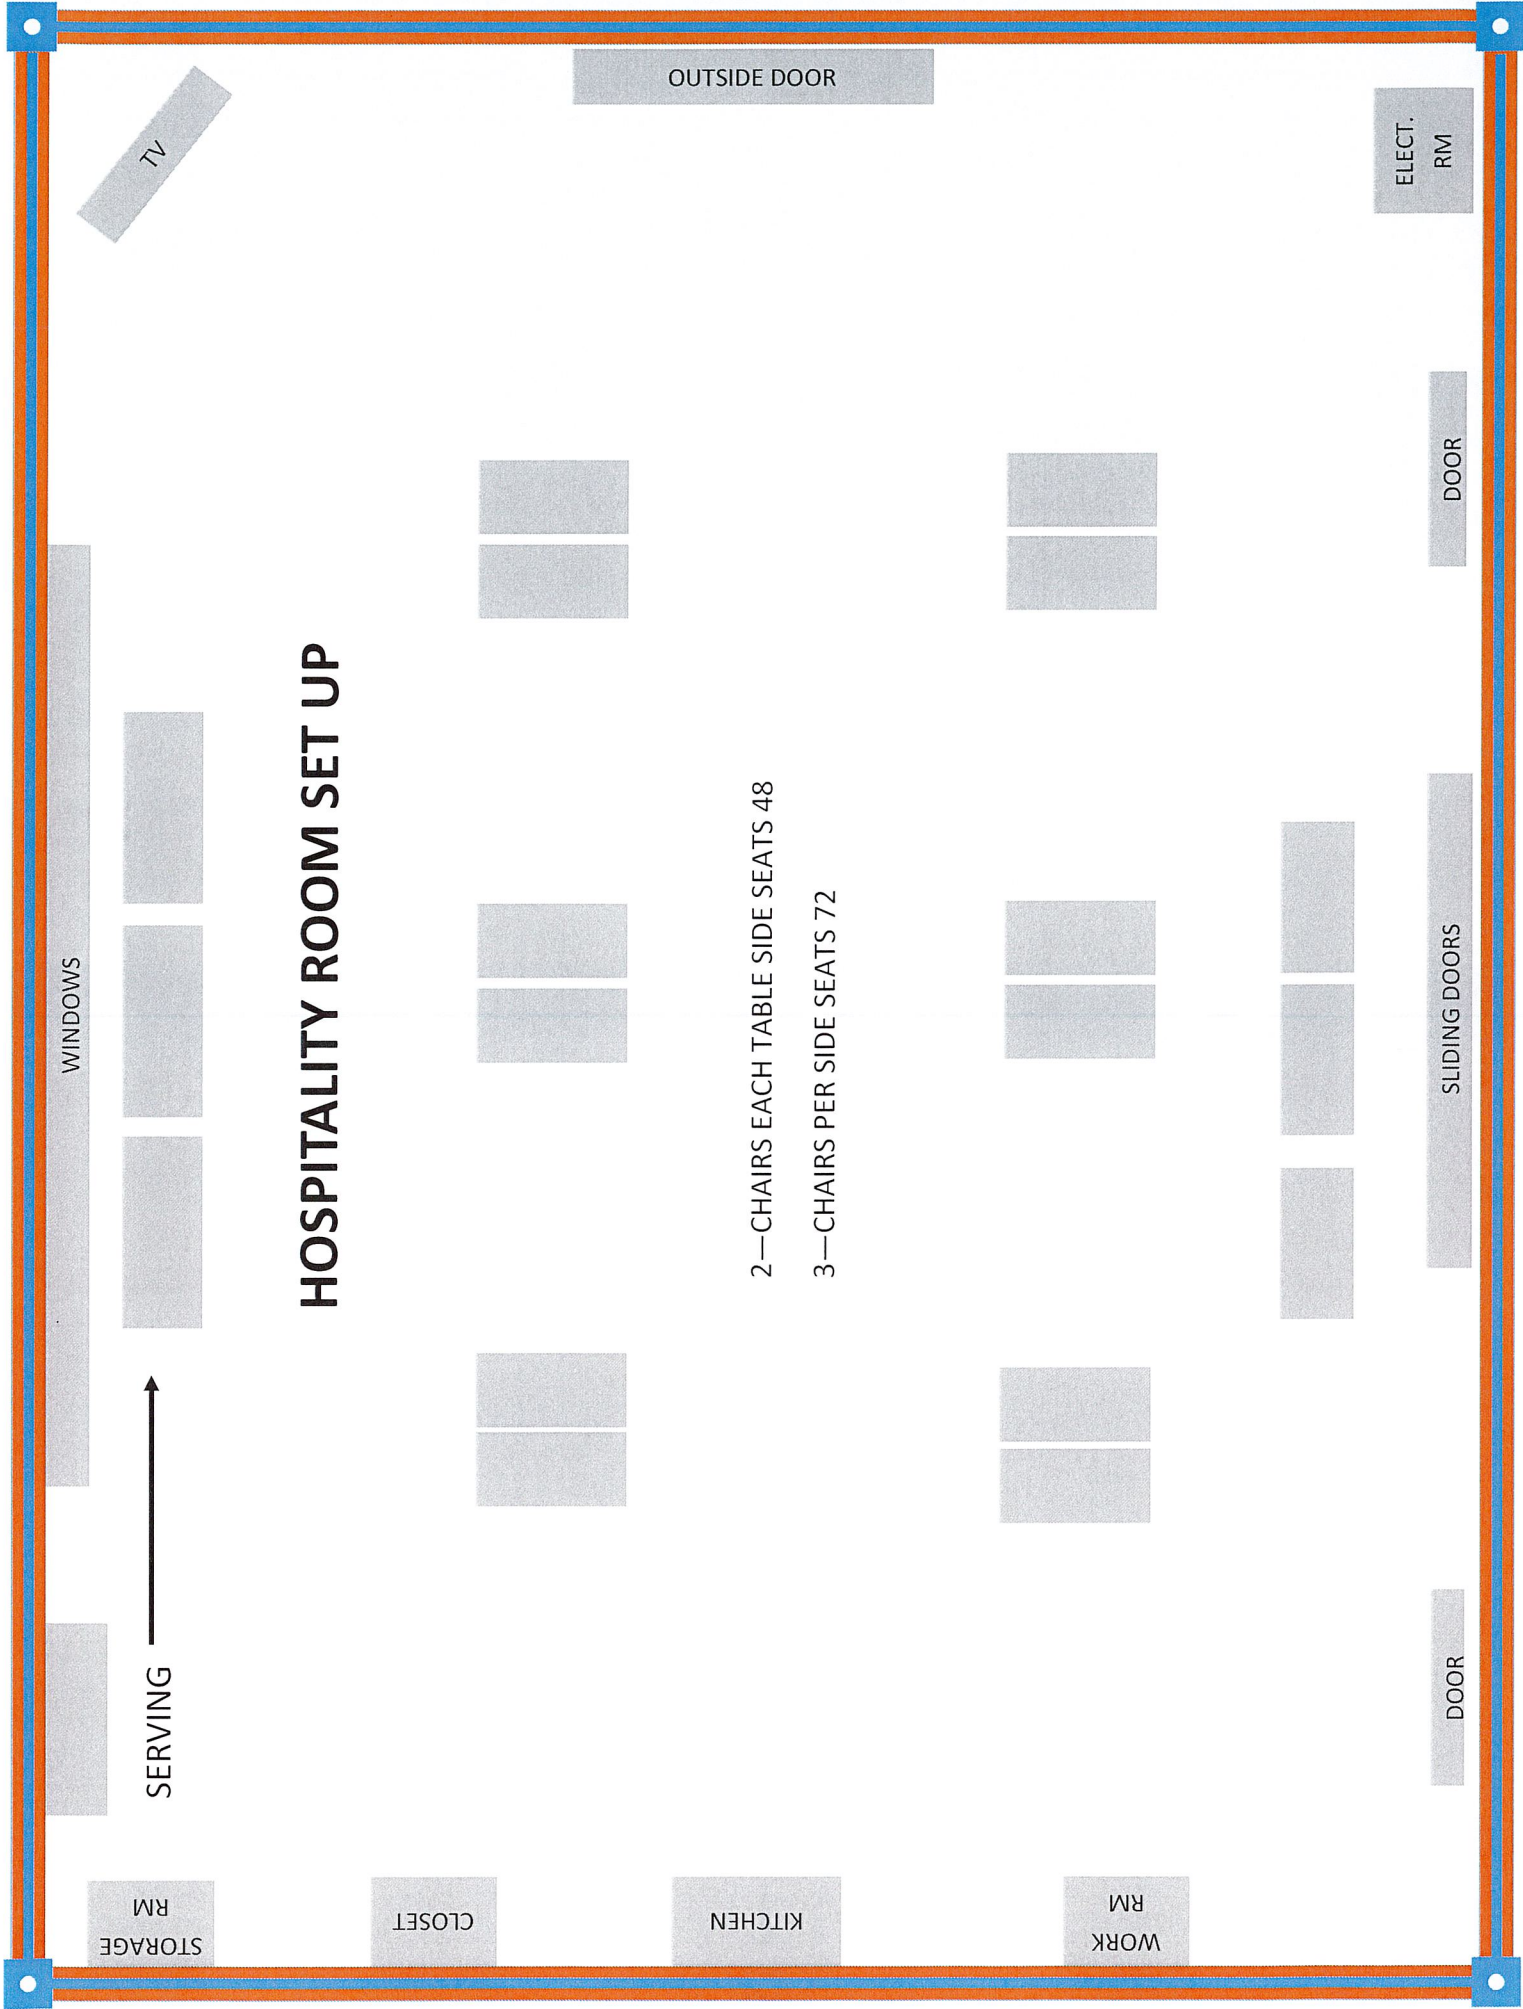 WINDOWS
SERVING
HOSPITALITY ROOM SET UP
TV
OUTSIDE DOOR
2—CHAIRS EACH TABLE SIDE SEATS 48
3—CHAIRS PER SIDE SEATS 72
STORAGE
RM
CLOSET
KITCHEN
WORK
RM
ELECT.
RM
DOOR
SLIDING DOORS
DOOR